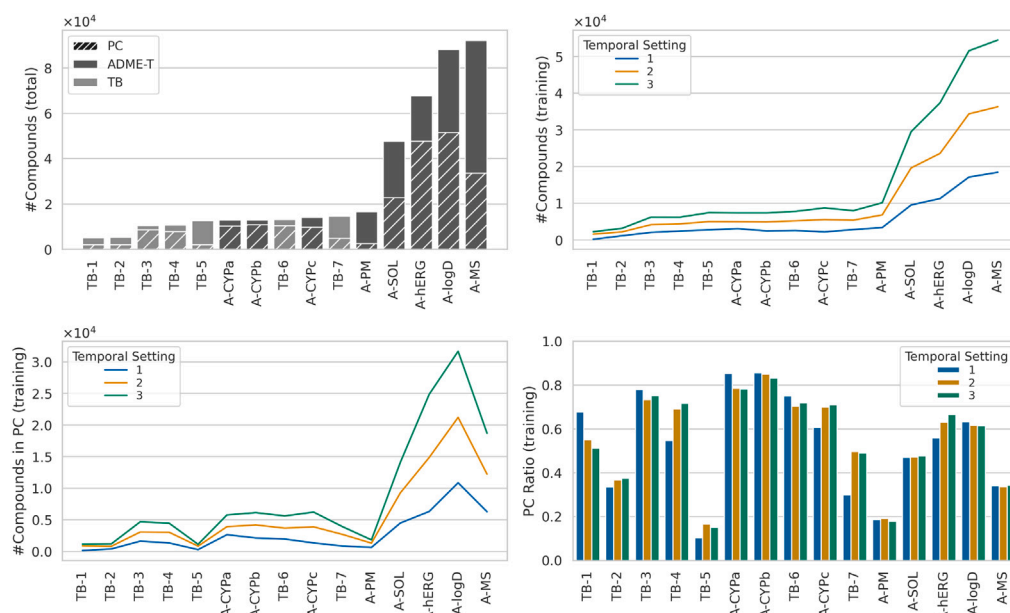 ×10⁴
#Compounds (total)
8
6
4
2
0
PC
ADME-T
TB
TB-1
TB-2
TB-3
TB-4
TB-5
A-CYPa
A-CYPb
TB-6
A-CYPc
TB-7
A-PM
A-SOL
A-hERG
A-logD
A-MS
×10⁴
#Compounds (training)
5
4
3
2
1
0
Temporal Setting
1
2
3
TB-1
TB-2
TB-3
TB-4
TB-5
A-CYPa
A-CYPb
TB-6
A-CYPc
TB-7
A-PM
A-SOL
A-hERG
A-logD
A-MS
×10⁴
#Compounds in PC (training)
3.0
2.5
2.0
1.5
1.0
0.5
0.0
Temporal Setting
1
2
3
TB-1
TB-2
TB-3
TB-4
TB-5
A-CYPa
A-CYPb
TB-6
A-CYPc
TB-7
A-PM
A-SOL
A-hERG
A-logD
A-MS
PC Ratio (training)
1.0
0.8
0.6
0.4
0.2
0.0
Temporal Setting
1
2
3
TB-1
TB-2
TB-3
TB-4
TB-5
A-CYPa
A-CYPb
TB-6
A-CYPc
TB-7
A-PM
A-SOL
A-hERG
A-logD
A-MS